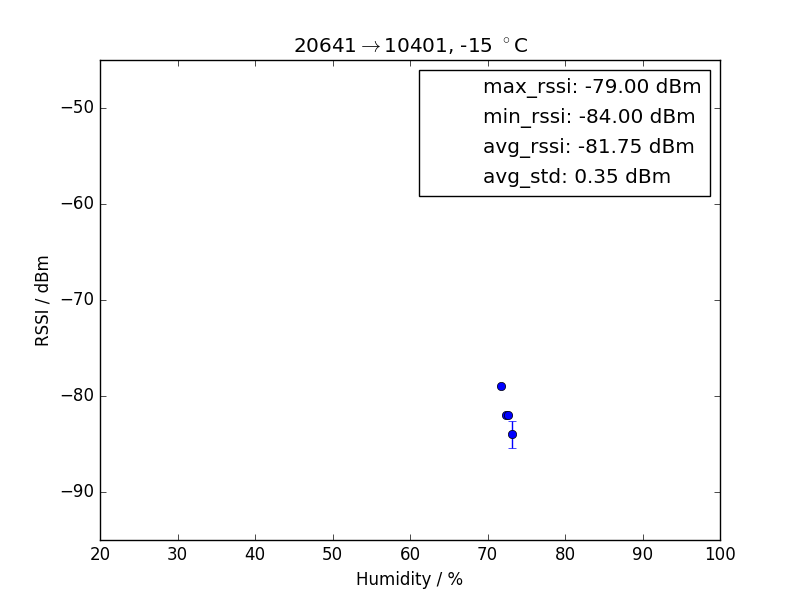 20641→10401, -15 °C
max_rssi: -79.00 dBm
min_rssi: -84.00 dBm
avg_rssi: -81.75 dBm
avg_std: 0.35 dBm
RSSI / dBm
−50
−60
−70
−80
−90
20 30 40 50 60 70 80 90 100
Humidity / %